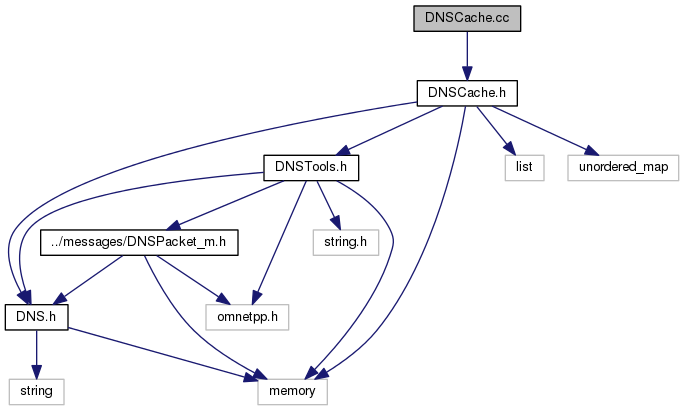 DNSCache.cc
DNSCache.h
DNSTools.h
list
unordered_map
../messages/DNSPacket_m.h
string.h
DNS.h
omnetpp.h
string
memory